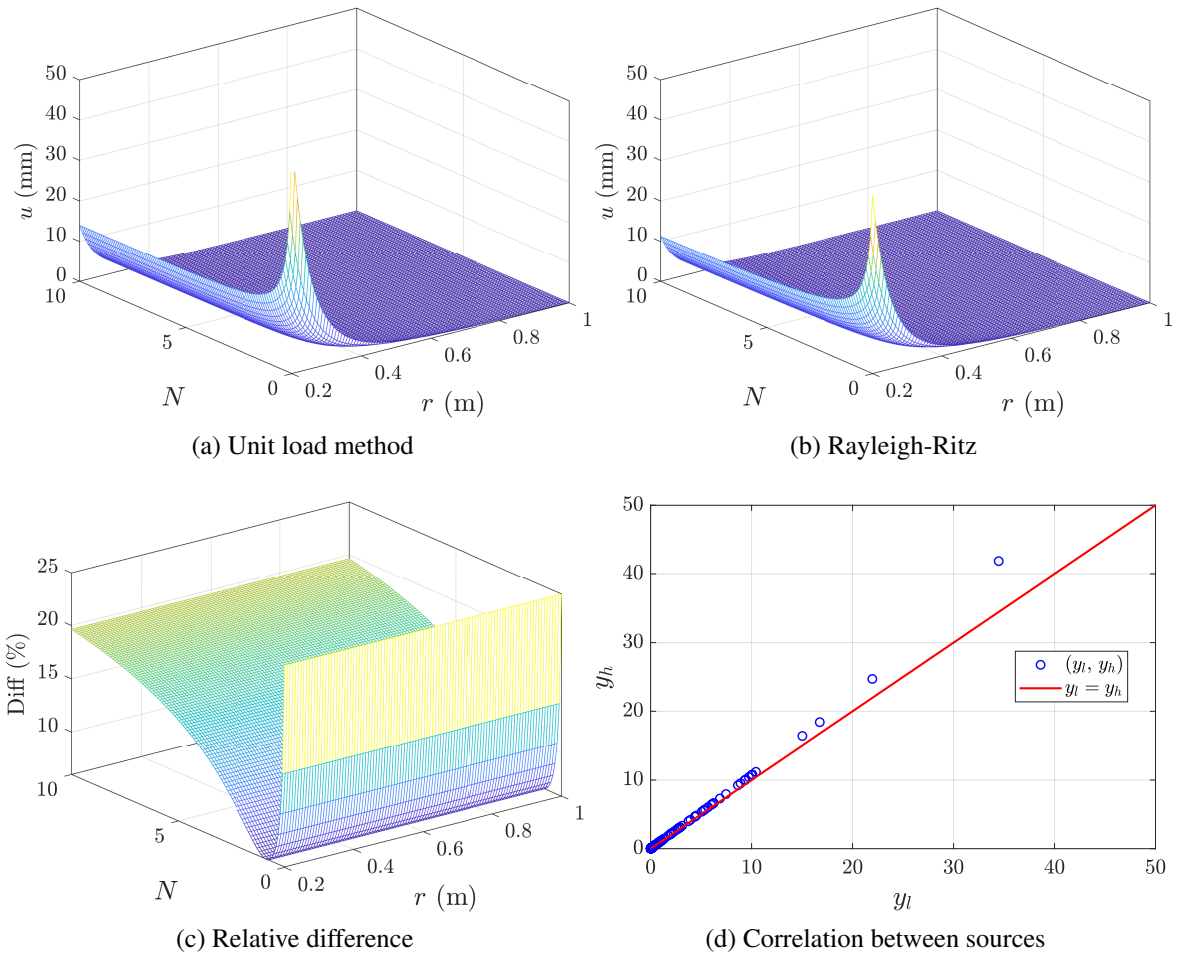 50
40
30
20
10
0
u (mm)
10
5
0
N
0.2
0.4
0.6
0.8
1
r (m)
(a) Unit load method
50
40
30
20
10
0
u (mm)
10
5
0
N
0.2
0.4
0.6
0.8
1
r (m)
(b) Rayleigh-Ritz
25
20
15
10
Diff (%)
10
5
0
N
0.2
0.4
0.6
0.8
1
r (m)
(c) Relative difference
50
40
30
20
10
0
y_h
(y_l, y_h)
y_l = y_h
0 10 20 30 40 50
y_l
(d) Correlation between sources